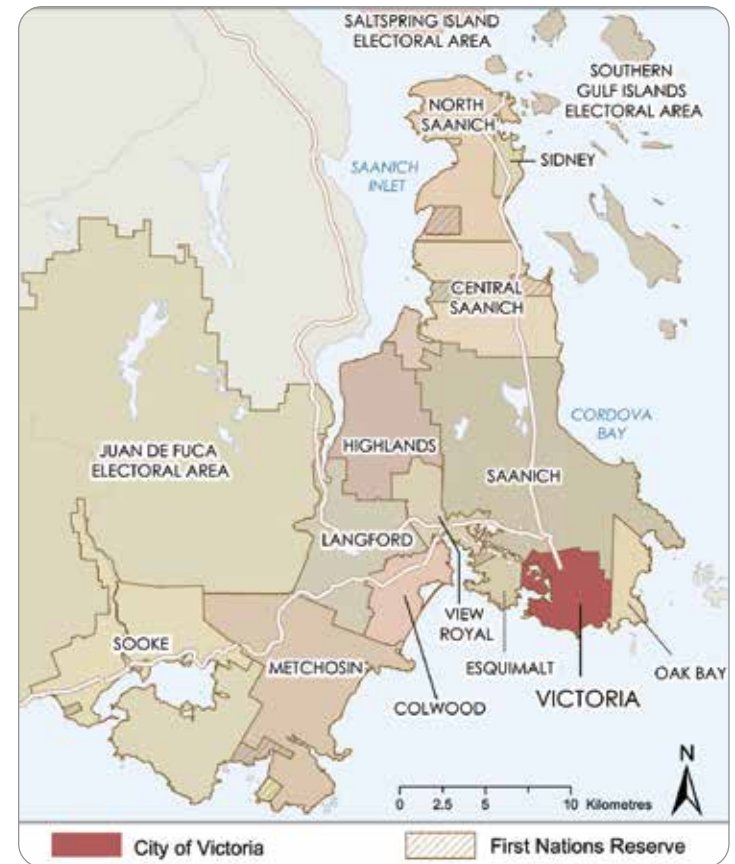 SALTSPRING ISLAND
ELECTORAL AREA
SOUTHERN
GULF ISLANDS
ELECTORAL AREA
NORTH
SAANICH
SIDNEY
SAANICH
INLET
CENTRAL
SAANICH
CORDOVA
BAY
HIGHLANDS
JUAN DE FUCA
ELECTORAL AREA
SAANICH
LANGFORD
VIEW
ROYAL
SOOKE
METCHOSIN
ESQUIMALT
OAK BAY
VICTORIA
COLWOOD
N
0 2.5 5 10 Kilometres
City of Victoria
First Nations Reserve